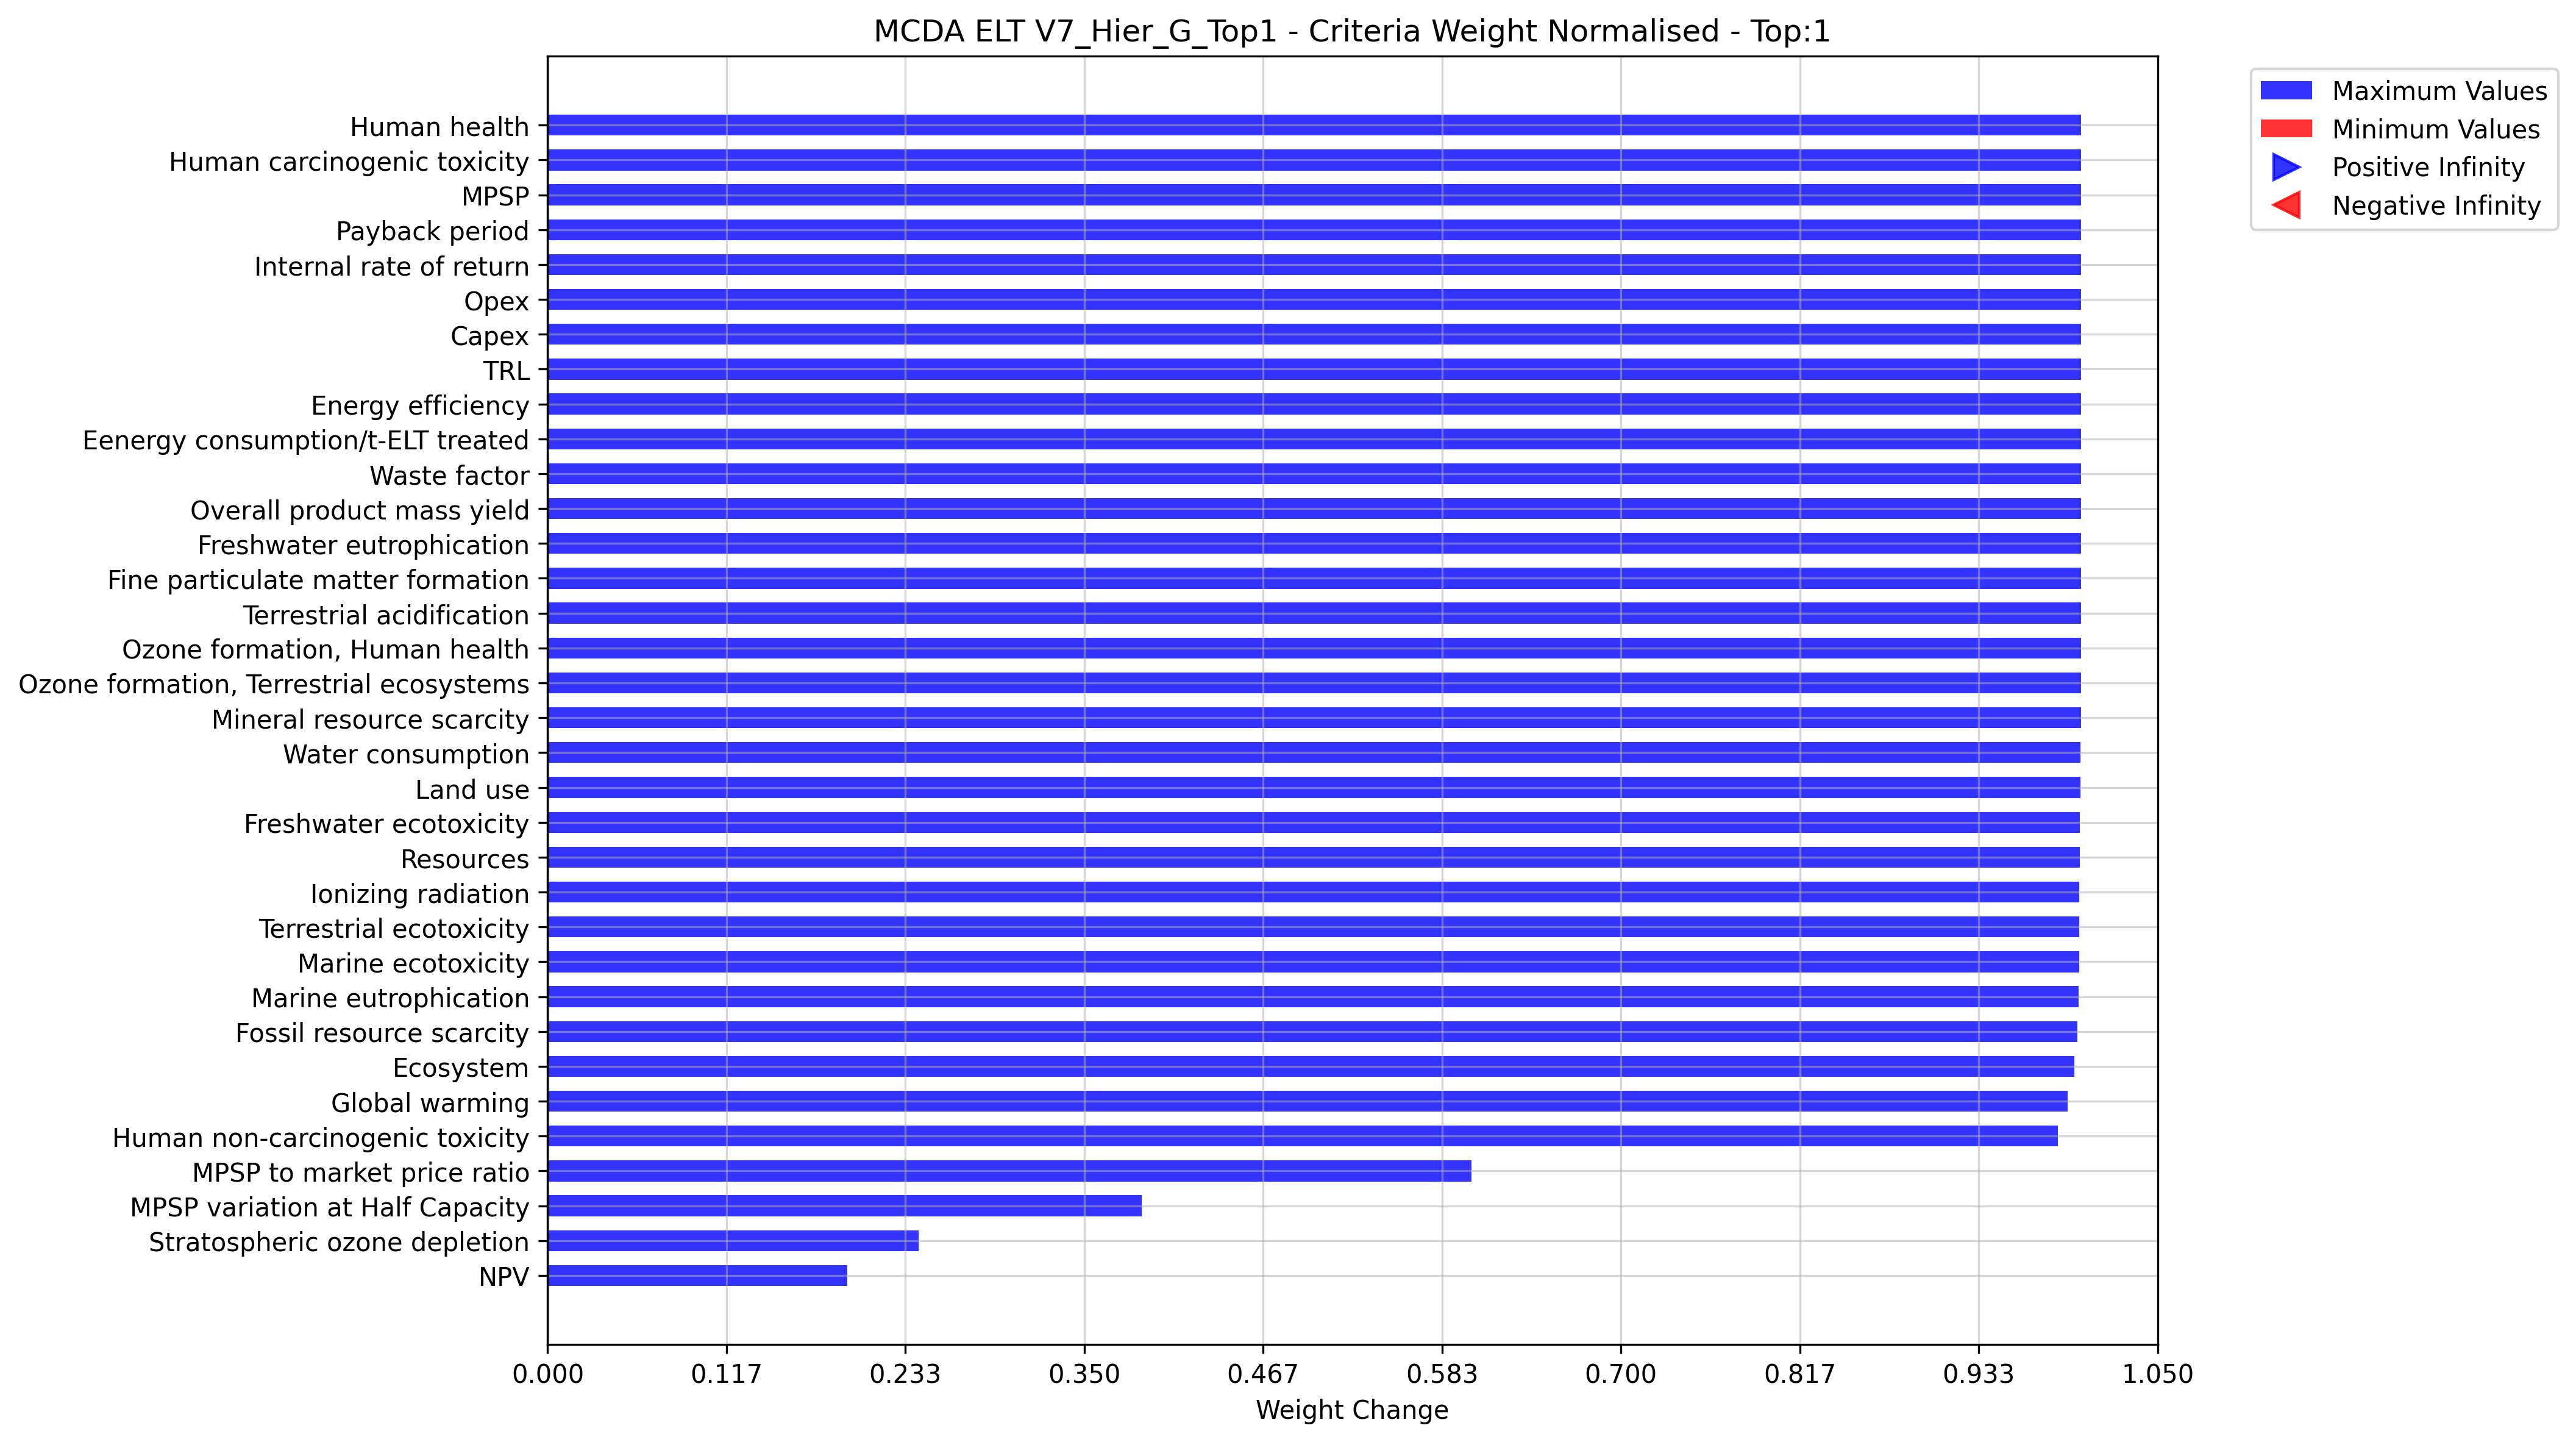 MCDA ELT V7_Hier_G_Top1 - Criteria Weight Normalised - Top:1
Maximum Values
Minimum Values
Positive Infinity
Negative Infinity
Human health
Human carcinogenic toxicity
MPSP
Payback period
Internal rate of return
Opex
Capex
TRL
Energy efficiency
Eenergy consumption/t-ELT treated
Waste factor
Overall product mass yield
Freshwater eutrophication
Fine particulate matter formation
Terrestrial acidification
Ozone formation, Human health
Ozone formation, Terrestrial ecosystems
Mineral resource scarcity
Water consumption
Land use
Freshwater ecotoxicity
Resources
Ionizing radiation
Terrestrial ecotoxicity
Marine ecotoxicity
Marine eutrophication
Fossil resource scarcity
Ecosystem
Global warming
Human non-carcinogenic toxicity
MPSP to market price ratio
MPSP variation at Half Capacity
Stratospheric ozone depletion
NPV
0.000 0.117 0.233 0.350 0.467 0.583 0.700 0.817 0.933 1.050
Weight Change